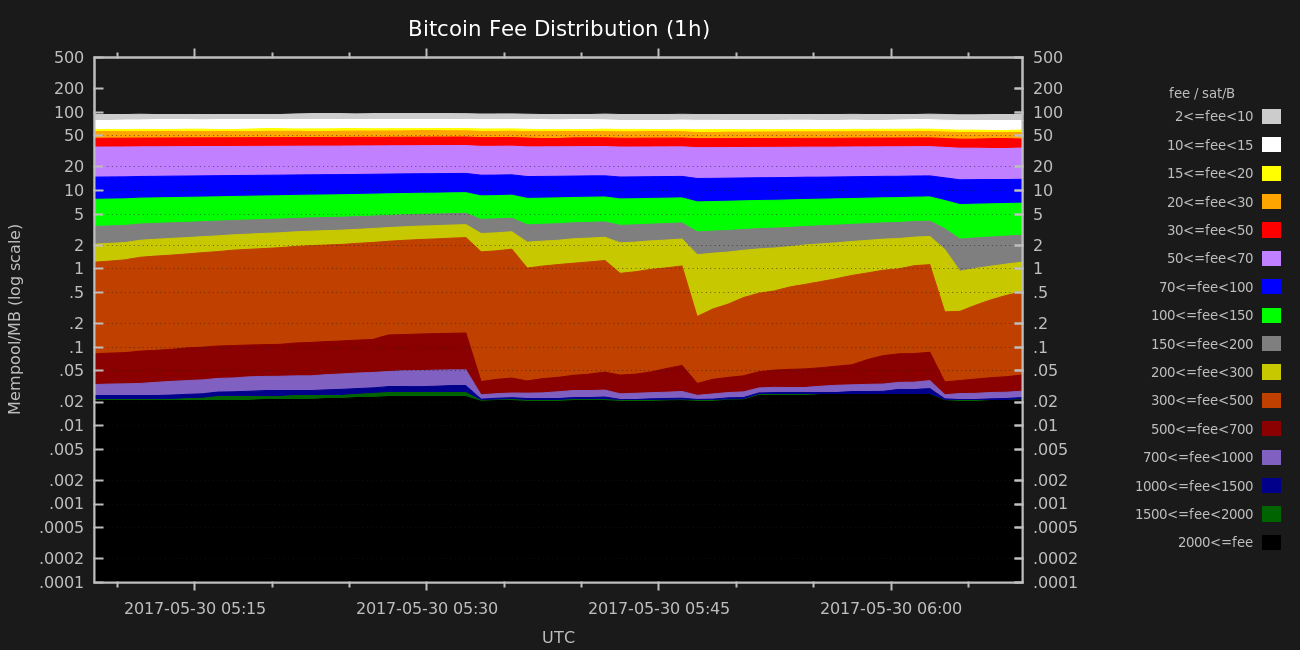 Bitcoin Fee Distribution (1h)
Mempool/MB (log scale)
500
200
100
50
20
10
5
2
1
.5
.2
.1
.05
.02
.01
.005
.002
.001
.0005
.0002
.0001
500
200
100
50
20
10
5
2
1
.5
.2
.1
.05
.02
.01
.005
.002
.001
.0005
.0002
.0001
2017-05-30 05:15 2017-05-30 05:30 2017-05-30 05:45 2017-05-30 06:00
UTC
fee / sat/B
2<=fee<10
10<=fee<15
15<=fee<20
20<=fee<30
30<=fee<50
50<=fee<70
70<=fee<100
100<=fee<150
150<=fee<200
200<=fee<300
300<=fee<500
500<=fee<700
700<=fee<1000
1000<=fee<1500
1500<=fee<2000
2000<=fee